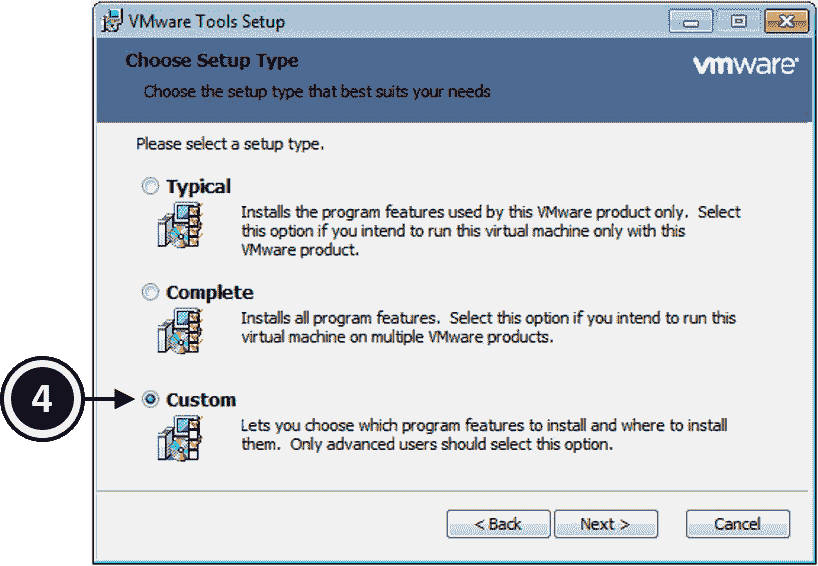 VMware Tools Setup
Choose Setup Type
vmware
Choose the setup type that best suits your needs
Please select a setup type.
Typical
Installs the program features used by this VMware product only. Select
this option if you intend to run this virtual machine only with this
VMware product.
Complete
Installs all program features. Select this option if you intend to run this
virtual machine on multiple VMware products.
4
Custom
Lets you choose which program features to install and where to install
them. Only advanced users should select this option.
< Back
Next >
Cancel